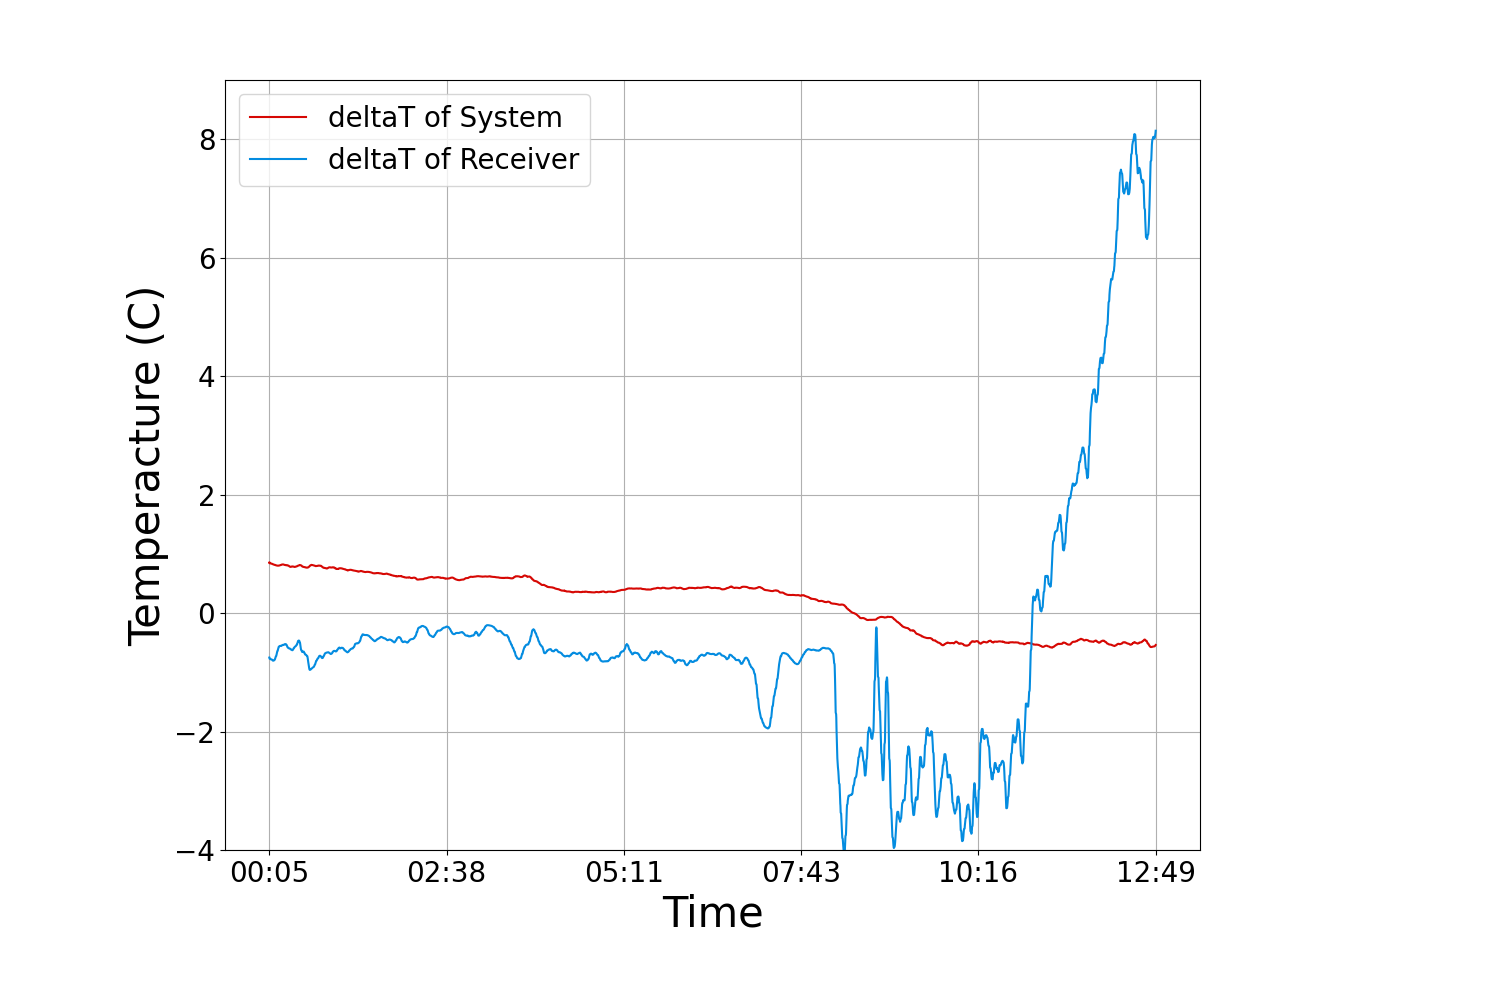 deltaT of System
deltaT of Receiver
Temperacture (C)
8
6
4
2
0
−2
−4
00:05 02:38 05:11 07:43 10:16 12:49
Time